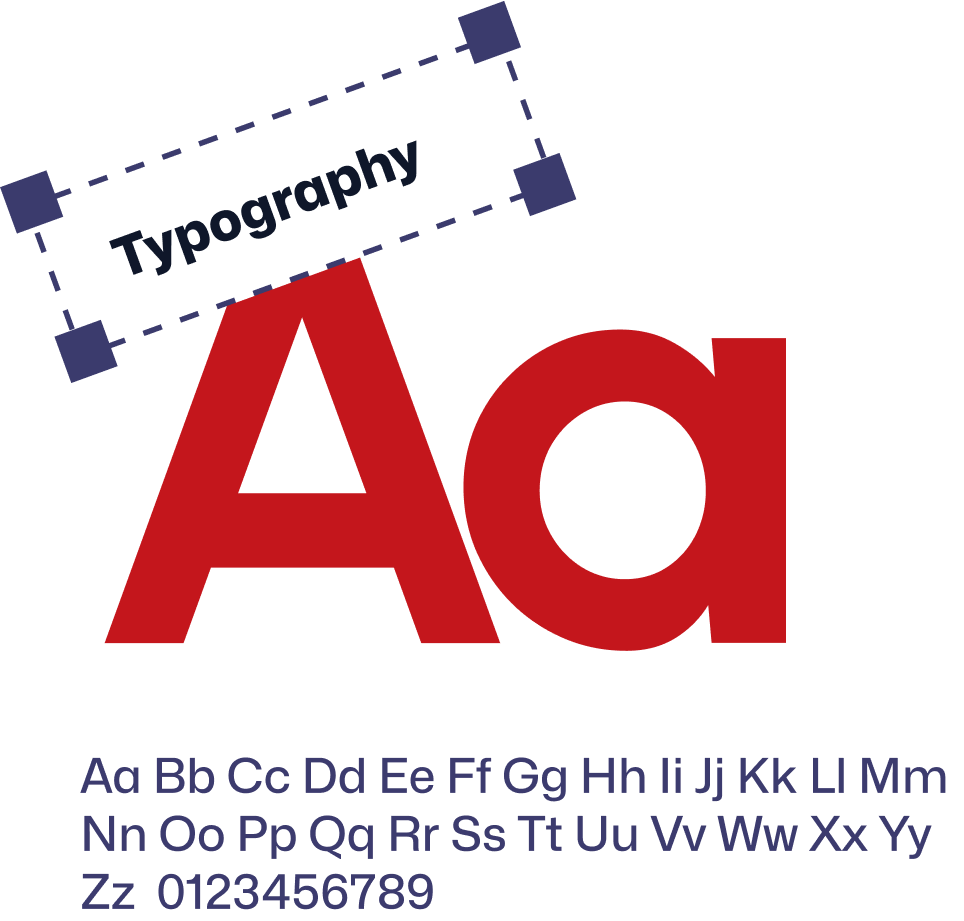 Typography
Aa
Aa Bb Cc Dd Ee Ff Gg Hh Ii Jj Kk Ll Mm
Nn Oo Pp Qq Rr Ss Tt Uu Vv Ww Xx Yy
Zz 0123456789